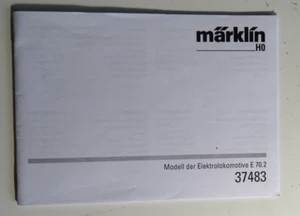 märklin
H0
Modell der Elektrolokomotive E 70.2
37483